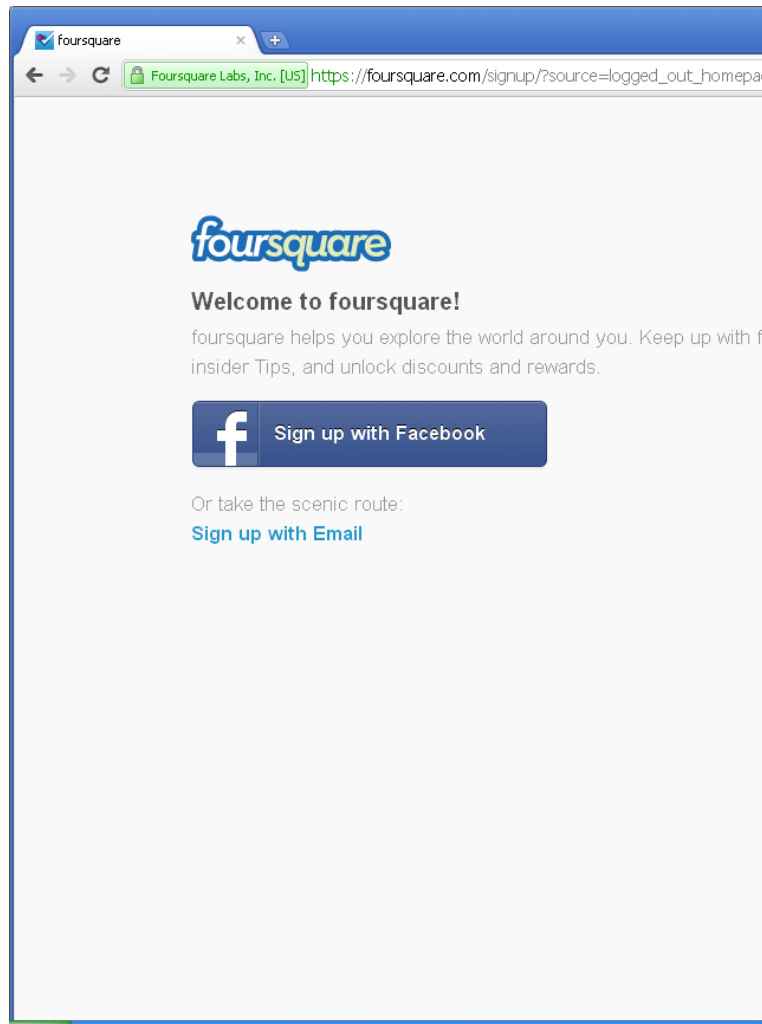 foursquare
Foursquare Labs, Inc. [US] https://foursquare.com/signup/?source=logged_out_homepa
foursquare
Welcome to foursquare!
foursquare helps you explore the world around you. Keep up with f
insider Tips, and unlock discounts and rewards.
f Sign up with Facebook
Or take the scenic route:
Sign up with Email